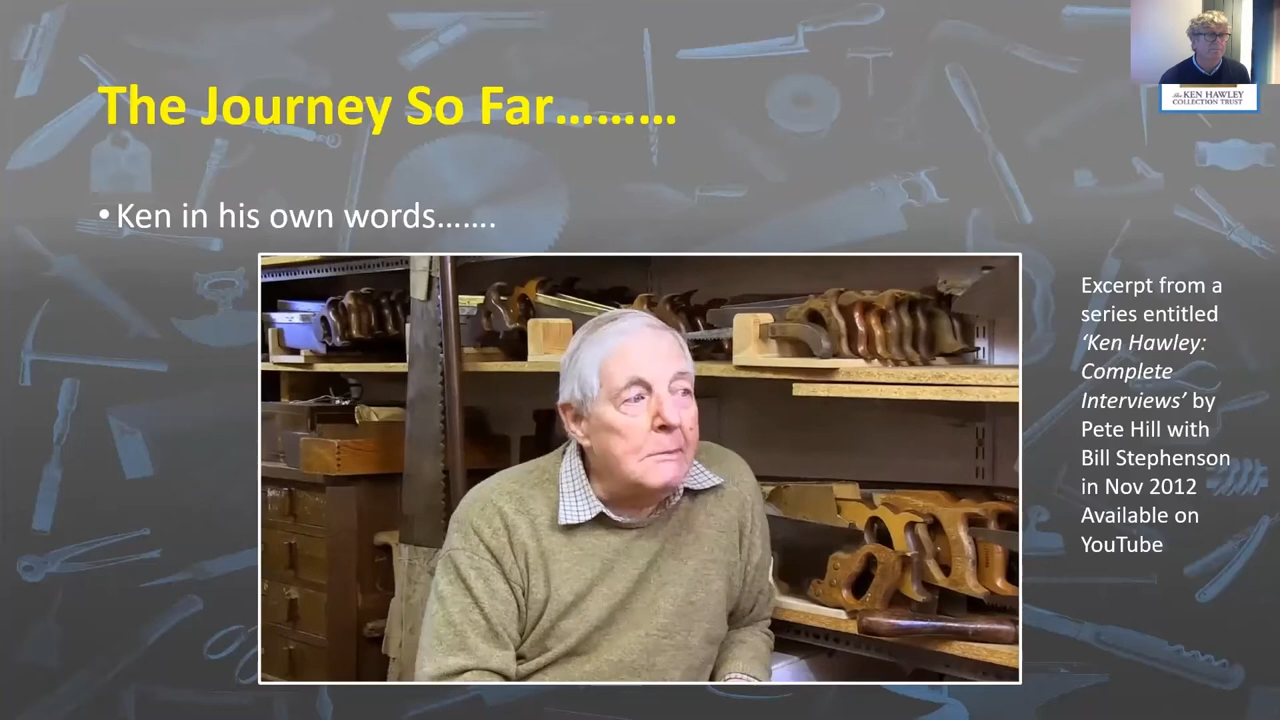 The Journey So Far………
• Ken in his own words…….
The KEN HAWLEY
COLLECTION TRUST
Excerpt from a
series entitled
‘Ken Hawley:
Complete
Interviews’ by
Pete Hill with
Bill Stephenson
in Nov 2012
Available on
YouTube